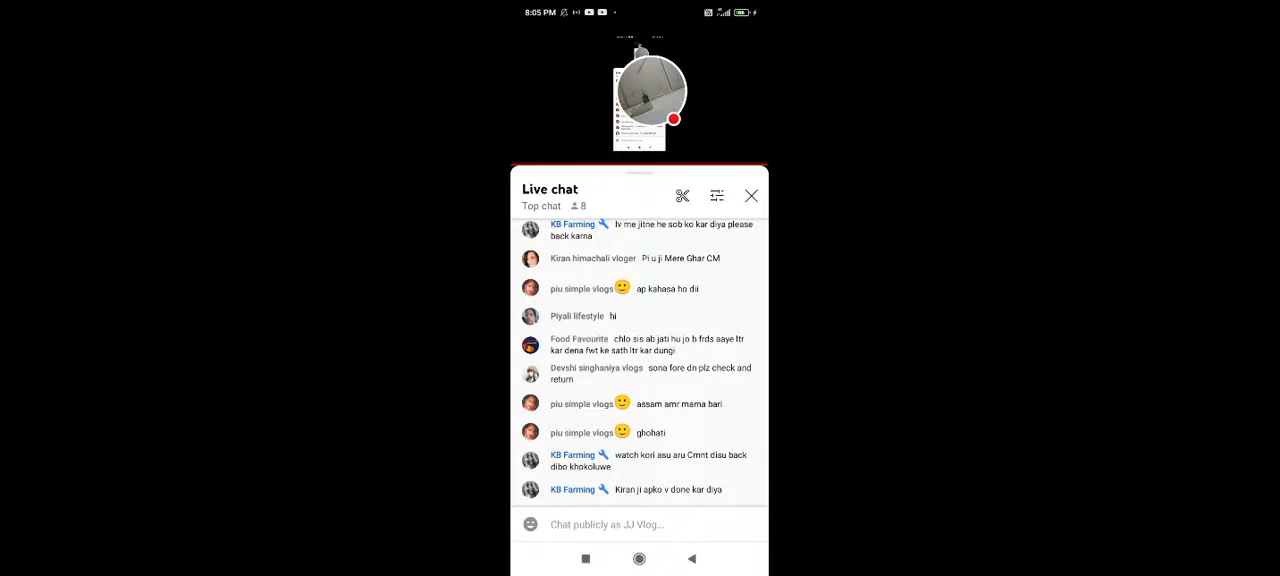 8:05 PM
Live chat
Top chat 8
KB Farming lv me jitne he sob ko kar diya please
back karna
Kiran himachali vloger Pi u ji Mere Ghar CM
piu simple vlogs ap kahasa ho dii
Piyali lifestyle hi
Food Favourite chlo sis ab jati hu jo b frds aaye ltr
kar dena fwt ke sath ltr kar dungi
Devshi singhaniya vlogs sona fore dn plz check and
return
piu simple vlogs assam amr mama bari
piu simple vlogs ghohati
KB Farming watch kori asu aru Cmnt disu back
dibo khokoluwe
KB Farming Kiran ji apko v done kar diya
Chat publicly as JJ Vlog...